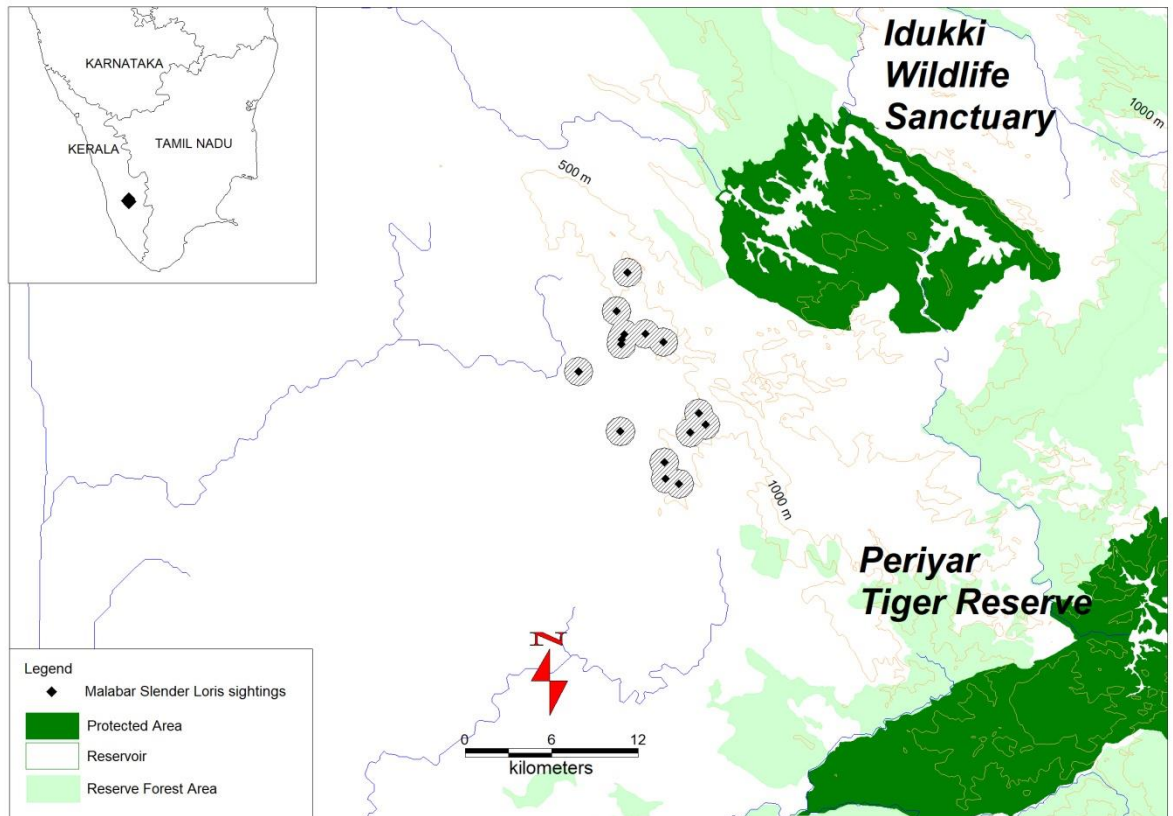 KARNATAKA
KERALA
TAMIL NADU
Idukki
Wildlife
Sanctuary
1000 m
500 m
1000 m
Periyar
Tiger Reserve
N
0 6 12
kilometers
Legend
Malabar Slender Loris sightings
Protected Area
Reservoir
Reserve Forest Area